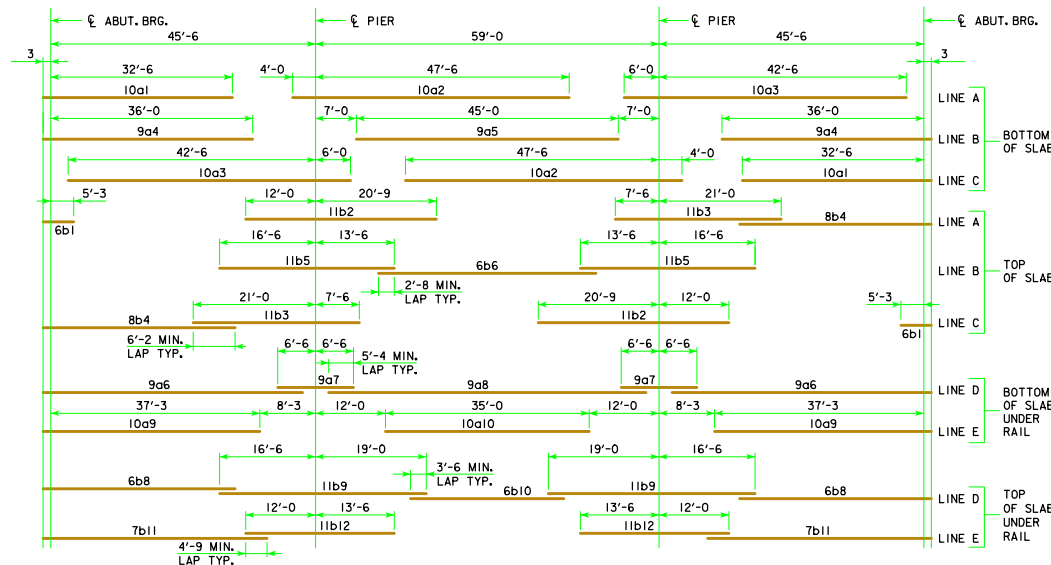 ℄ ABUT. BRG.
℄ PIER
℄ PIER
℄ ABUT. BRG.
45'-6
59'-0
45'-6
3
3
32'-6
4'-0
47'-6
6'-0
42'-6
10a1
10a2
10a3
LINE A
36'-0
7'-0
45'-0
7'-0
36'-0
9a4
9a5
9a4
LINE B
BOTTOM
OF SLAB
42'-6
6'-0
47'-6
4'-0
32'-6
10a3
10a2
10a1
LINE C
5'-3
12'-0
20'-9
7'-6
21'-0
6b1
11b2
11b3
8b4
LINE A
16'-6
13'-6
13'-6
16'-6
11b5
6b6
11b5
LINE B
TOP
OF SLAB
2'-8 MIN.
LAP TYP.
21'-0
7'-6
20'-9
12'-0
5'-3
8b4
11b3
11b2
6b1
LINE C
6'-2 MIN.
LAP TYP.
6'-6
6'-6
5'-4 MIN.
LAP TYP.
6'-6
6'-6
9a6
9a7
9a8
9a7
9a6
LINE D
37'-3
8'-3
12'-0
35'-0
12'-0
8'-3
37'-3
10a9
10a10
10a9
LINE E
BOTTOM
OF SLAB
UNDER
RAIL
16'-6
19'-0
3'-6 MIN.
LAP TYP.
19'-0
16'-6
6b8
11b9
6b10
11b9
6b8
LINE D
12'-0
13'-6
13'-6
12'-0
7b11
11b12
11b12
7b11
LINE E
TOP
OF SLAB
UNDER
RAIL
4'-9 MIN.
LAP TYP.